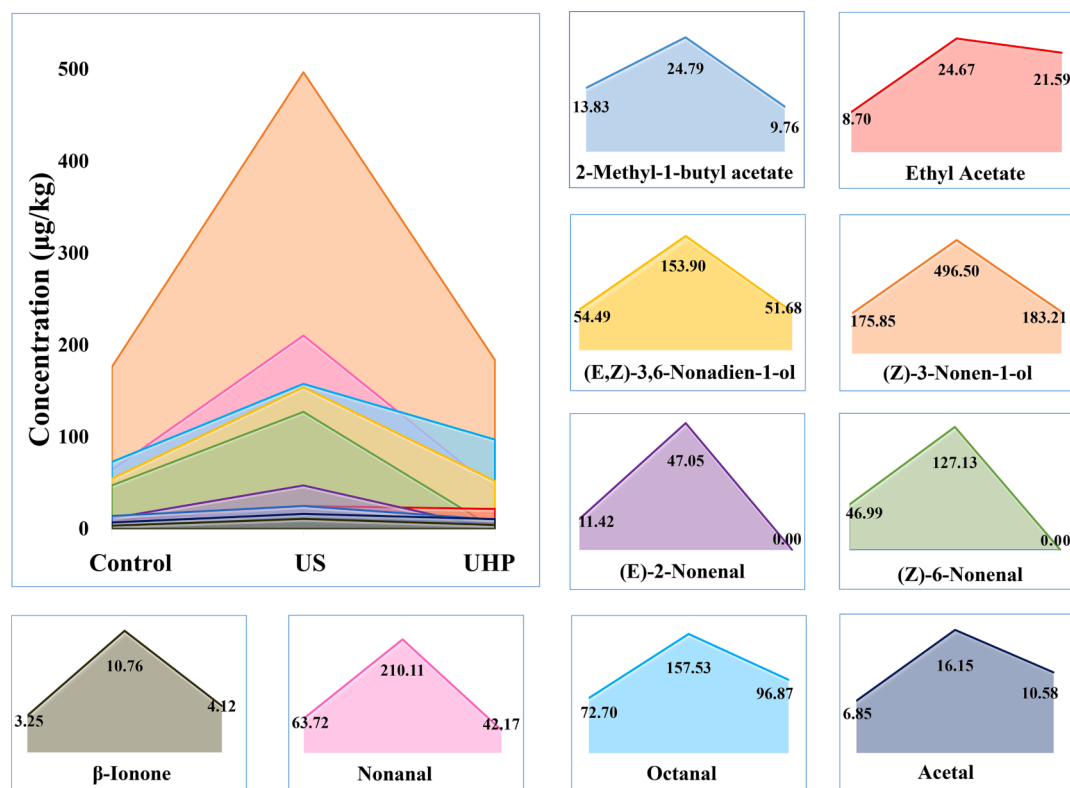 500
400
300
200
100
0
Concentration (µg/kg)
Control US UHP
13.83 24.79 9.76
2-Methyl-1-butyl acetate
8.70 24.67 21.59
Ethyl Acetate
54.49 153.90 51.68
(E,Z)-3,6-Nonadien-1-ol
175.85 496.50 183.21
(Z)-3-Nonen-1-ol
11.42 47.05 0.00
(E)-2-Nonenal
46.99 127.13 0.00
(Z)-6-Nonenal
3.25 10.76 4.12
β-Ionone
63.72 210.11 42.17
Nonanal
72.70 157.53 96.87
Octanal
6.85 16.15 10.58
Acetal